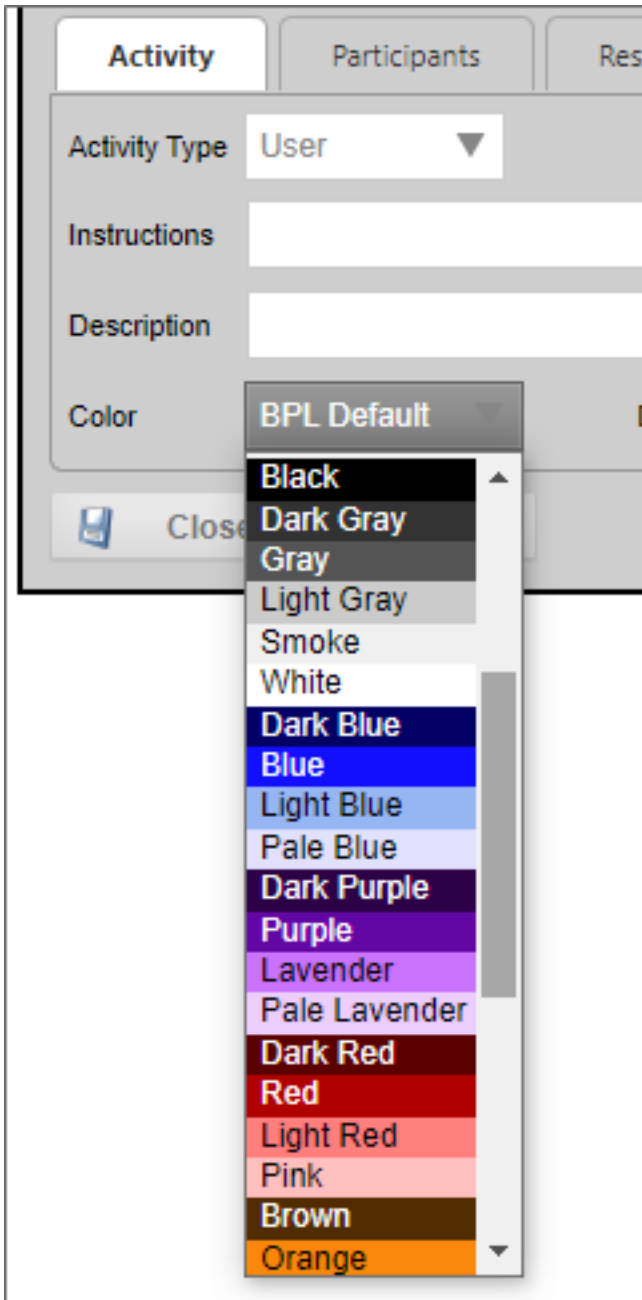 Activity Participants Res
Activity Type User
Instructions
Description
Color BPL Default
Close
Black
Dark Gray
Gray
Light Gray
Smoke
White
Dark Blue
Blue
Light Blue
Pale Blue
Dark Purple
Purple
Lavender
Pale Lavender
Dark Red
Red
Light Red
Pink
Brown
Orange